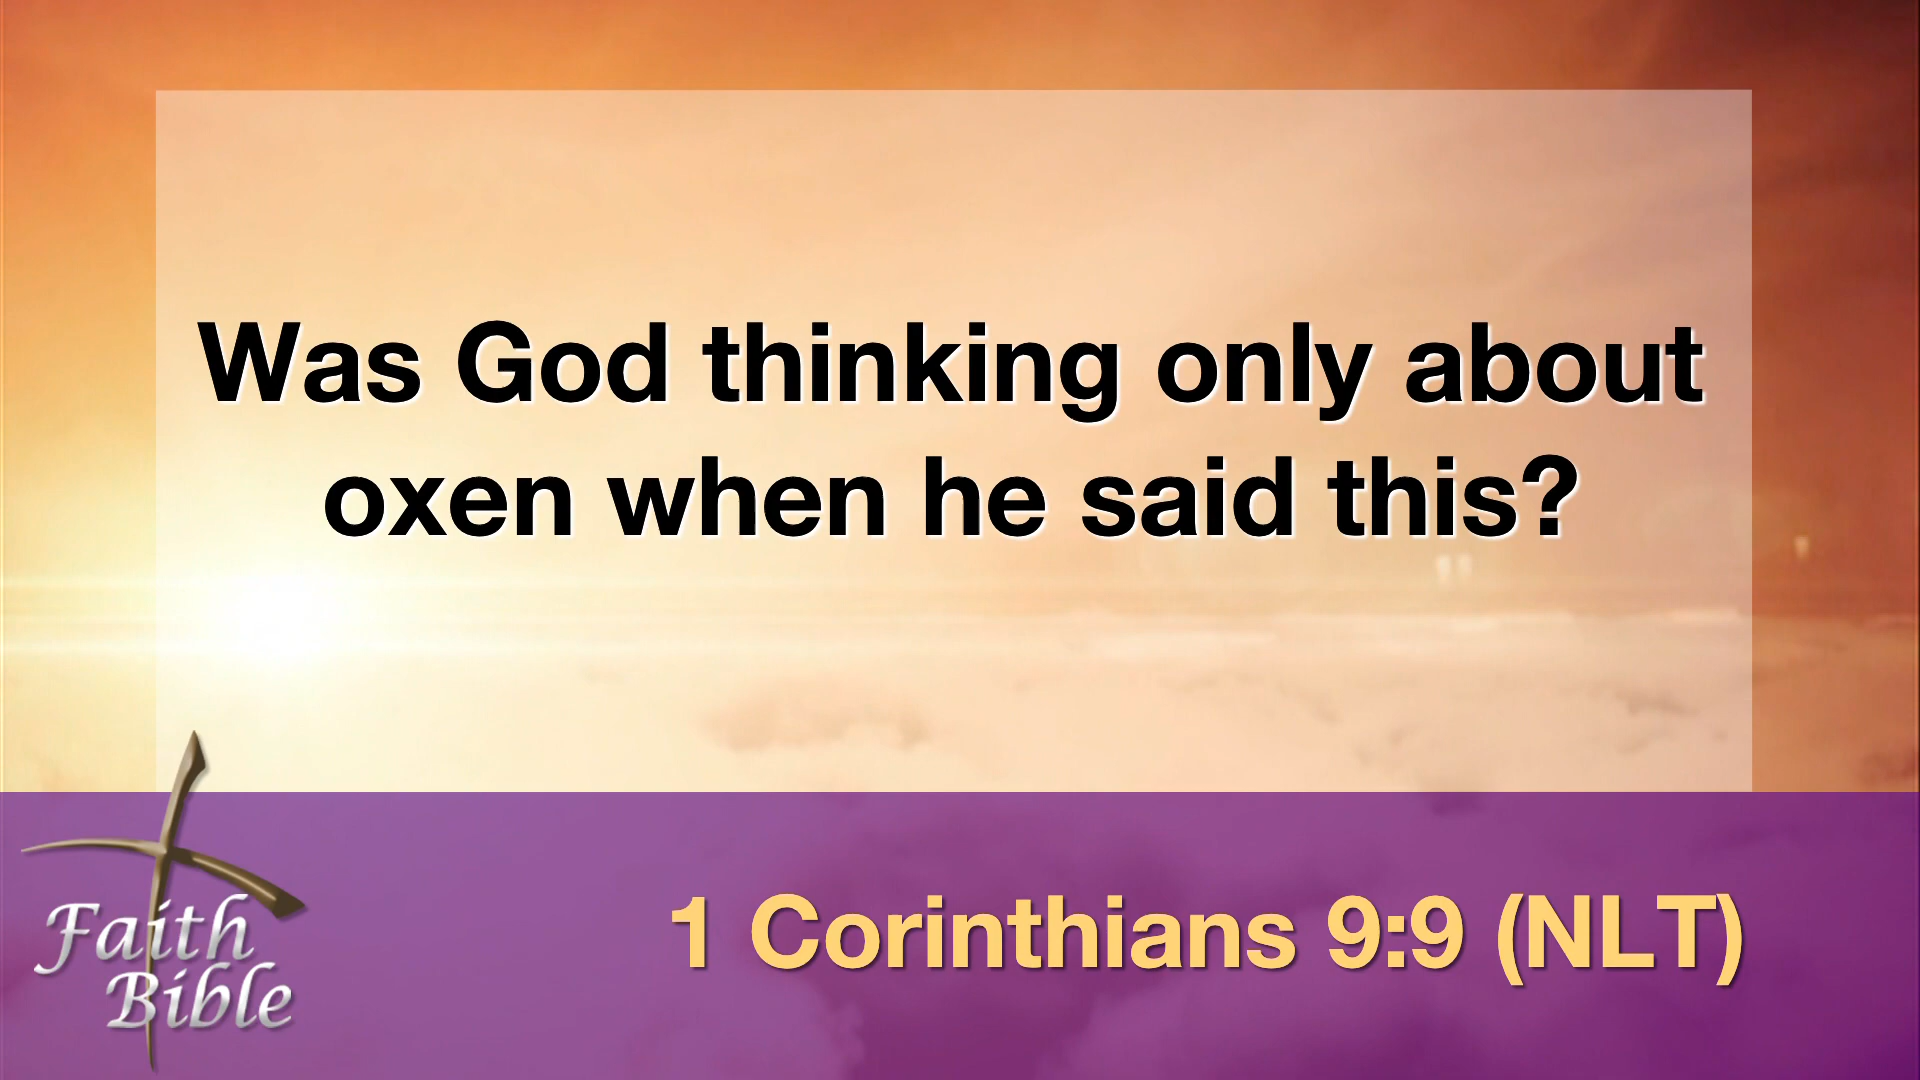 Was God thinking only about
oxen when he said this?
1 Corinthians 9:9 (NLT)
Faith
Bible